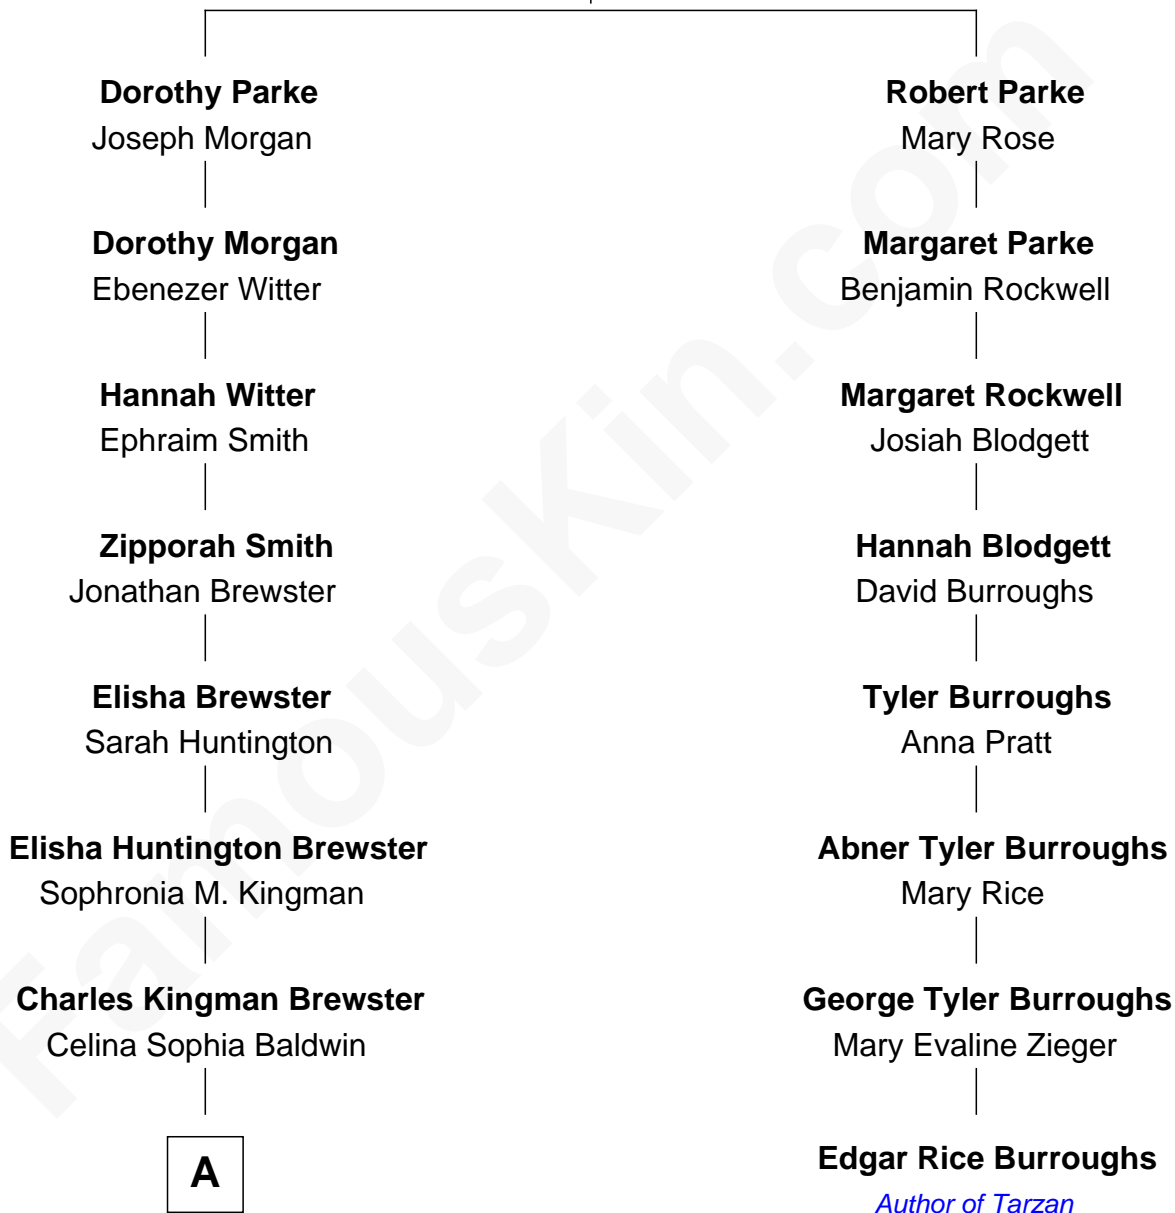 Dorothy Parke
Joseph Morgan
Robert Parke
Mary Rose
Dorothy Morgan
Ebenezer Witter
Margaret Parke
Benjamin Rockwell
Hannah Witter
Ephraim Smith
Margaret Rockwell
Josiah Blodgett
Zipporah Smith
Jonathan Brewster
Hannah Blodgett
David Burroughs
Elisha Brewster
Sarah Huntington
Tyler Burroughs
Anna Pratt
Elisha Huntington Brewster
Sophronia M. Kingman
Abner Tyler Burroughs
Mary Rice
Charles Kingman Brewster
Celina Sophia Baldwin
George Tyler Burroughs
Mary Evaline Zieger
A
Edgar Rice Burroughs
Author of Tarzan
FamousKin.com